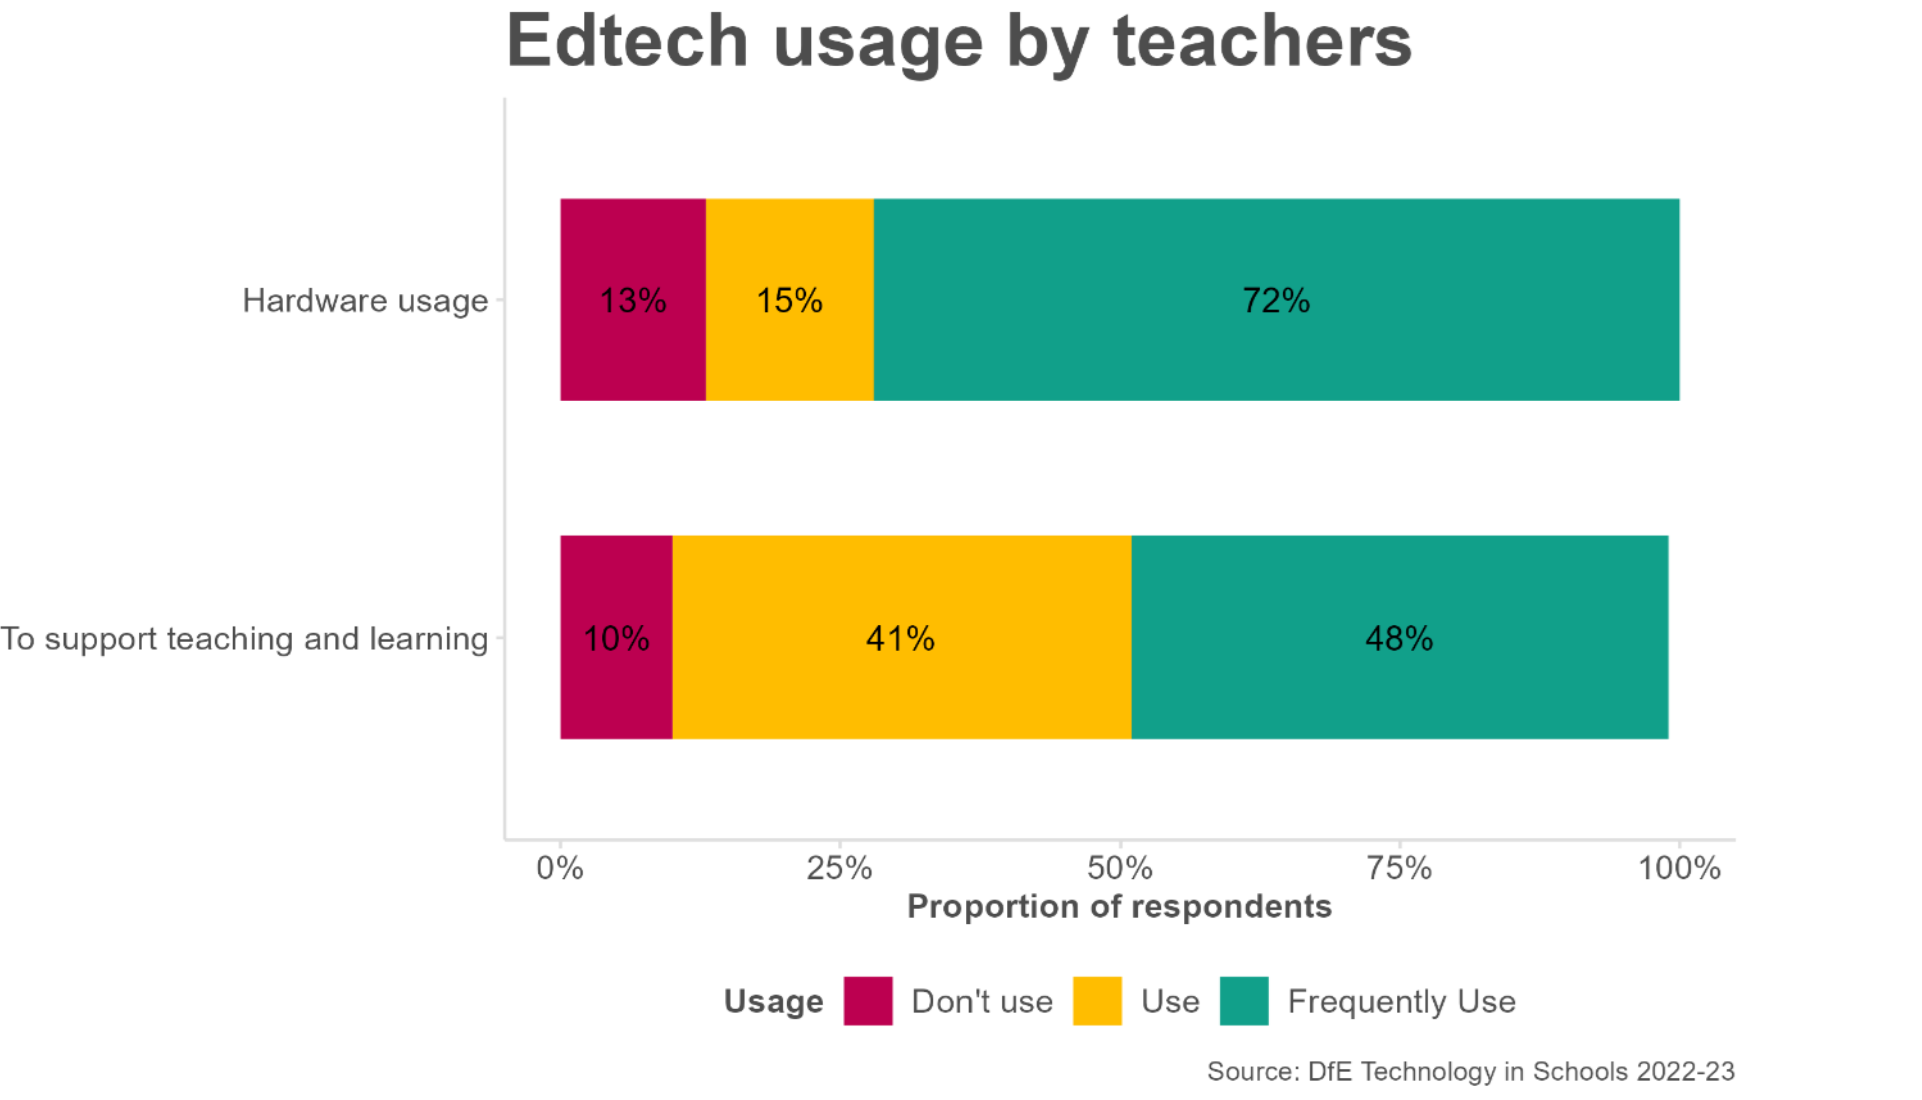 Edtech usage by teachers
Hardware usage
13% 15% 72%
To support teaching and learning
10% 41% 48%
0% 25% 50% 75% 100%
Proportion of respondents
Usage Don't use Use Frequently Use
Source: DfE Technology in Schools 2022-23